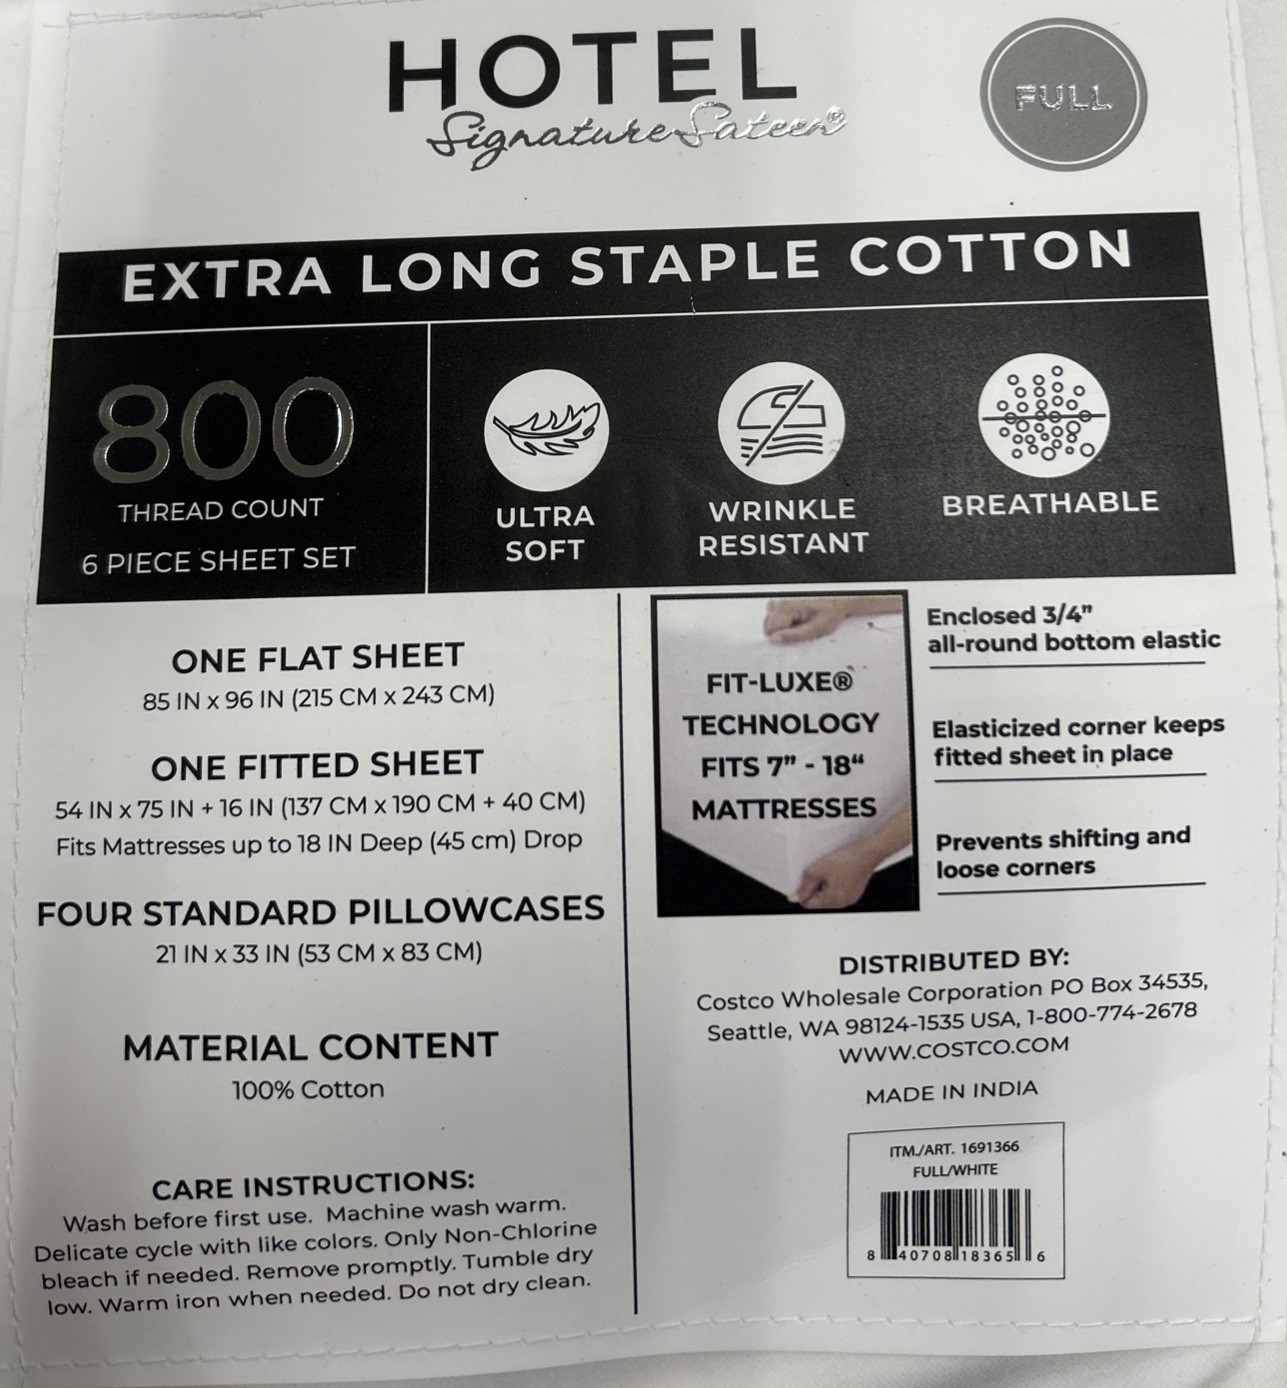 HOTEL
Signature Sateen®
FULL
EXTRA LONG STAPLE COTTON
800
THREAD COUNT
6 PIECE SHEET SET
ULTRA
SOFT
WRINKLE
RESISTANT
BREATHABLE
ONE FLAT SHEET
85 IN x 96 IN (215 CM x 243 CM)
ONE FITTED SHEET
54 IN x 75 IN + 16 IN (137 CM x 190 CM + 40 CM)
Fits Mattresses up to 18 IN Deep (45 cm) Drop
FOUR STANDARD PILLOWCASES
21 IN x 33 IN (53 CM x 83 CM)
MATERIAL CONTENT
100% Cotton
CARE INSTRUCTIONS:
Wash before first use. Machine wash warm.
Delicate cycle with like colors. Only Non-Chlorine
bleach if needed. Remove promptly. Tumble dry
low. Warm iron when needed. Do not dry clean.
FIT-LUXE®
TECHNOLOGY
FITS 7” - 18“
MATTRESSES
Enclosed 3/4”
all-round bottom elastic
Elasticized corner keeps
fitted sheet in place
Prevents shifting and
loose corners
DISTRIBUTED BY:
Costco Wholesale Corporation PO Box 34535,
Seattle, WA 98124-1535 USA, 1-800-774-2678
WWW.COSTCO.COM
MADE IN INDIA
ITM./ART. 1691366
FULL/WHITE
8 40708 18365 6